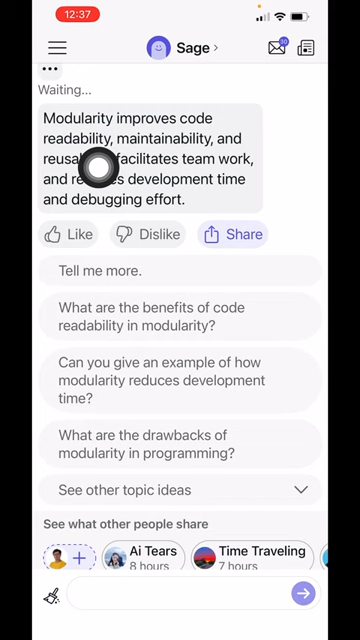 12:37
Sage
30
Waiting...
Modularity improves code
readability, maintainability, and
facilitates team work,
and development time
and debugging effort.
Like
Dislike
Share
Tell me more.
What are the benefits of code
readability in modularity?
Can you give an example of how
modularity reduces development
time?
What are the drawbacks of
modularity in programming?
See other topic ideas
See what other people share
Ai Tears
8 hours
Time Traveling
7 hours